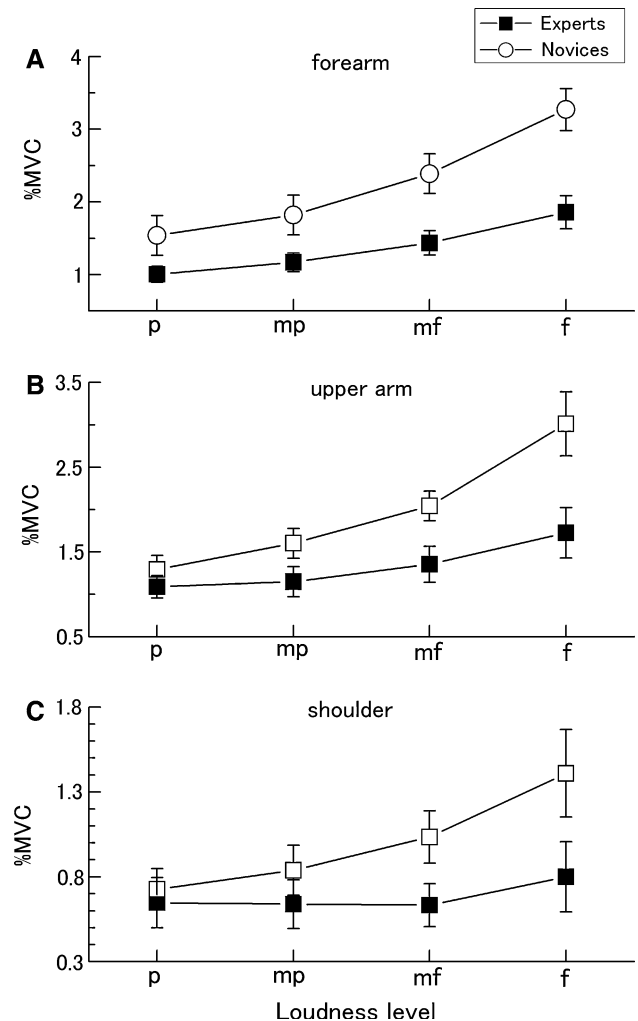 Experts
Novices
A
forearm
4
3
2
1
%MVC
p mp mf f
B
upper arm
3.5
2.5
1.5
0.5
%MVC
p mp mf f
C
shoulder
1.8
1.3
0.8
0.3
%MVC
p mp mf f
Loudness level